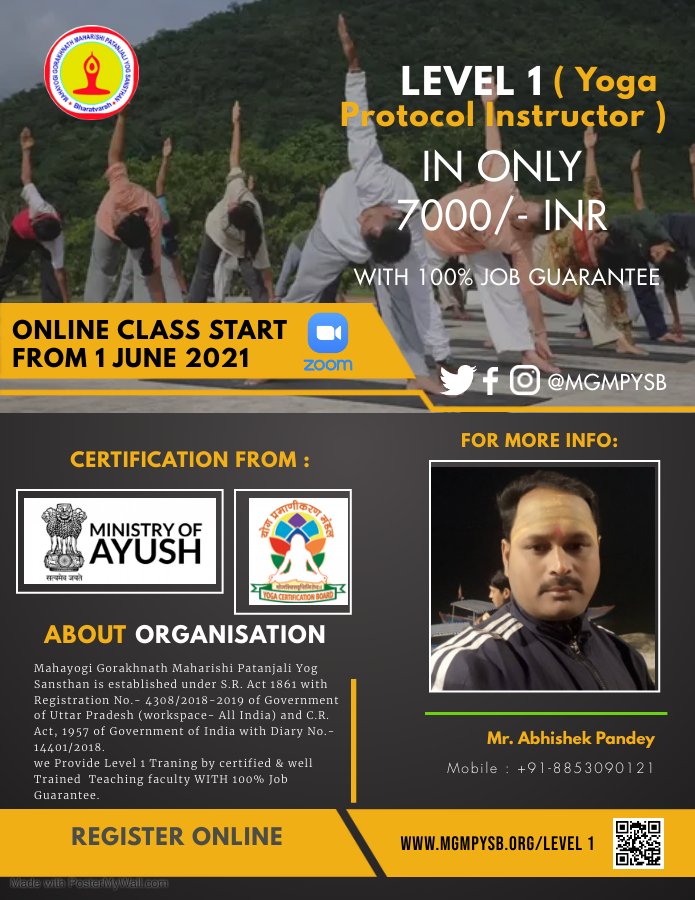 MAHAYOGI GORAKHNATH MAHARISHI PATANJALI YOG SANSTHAN
Bharatvarsh
LEVEL 1 ( Yoga
Protocol Instructor )
IN ONLY
7000/- INR
WITH 100% JOB GUARANTEE
ONLINE CLASS START
FROM 1 JUNE 2021
zoom
@MGMPYSB
CERTIFICATION FROM :
सत्यमेव जयते
MINISTRY OF
AYUSH
योग प्रमाणीकरण मंडल
YOGA CERTIFICATION BOARD
ABOUT ORGANISATION
Mahayogi Gorakhnath Maharishi Patanjali Yog
Sansthan is established under S.R. Act 1861 with
Registration No.- 4308/2018-2019 of Government
of Uttar Pradesh (workspace- All India) and C.R.
Act, 1957 of Government of India with Diary No.-
14401/2018.
we Provide Level 1 Traning by certified & well
Trained  Teaching faculty WITH 100% Job
Guarantee.
FOR MORE INFO:
Mr. Abhishek Pandey
Mobile : +91-8853090121
REGISTER ONLINE
WWW.MGMPYSB.ORG/LEVEL 1
Made with PosterMyWall.com